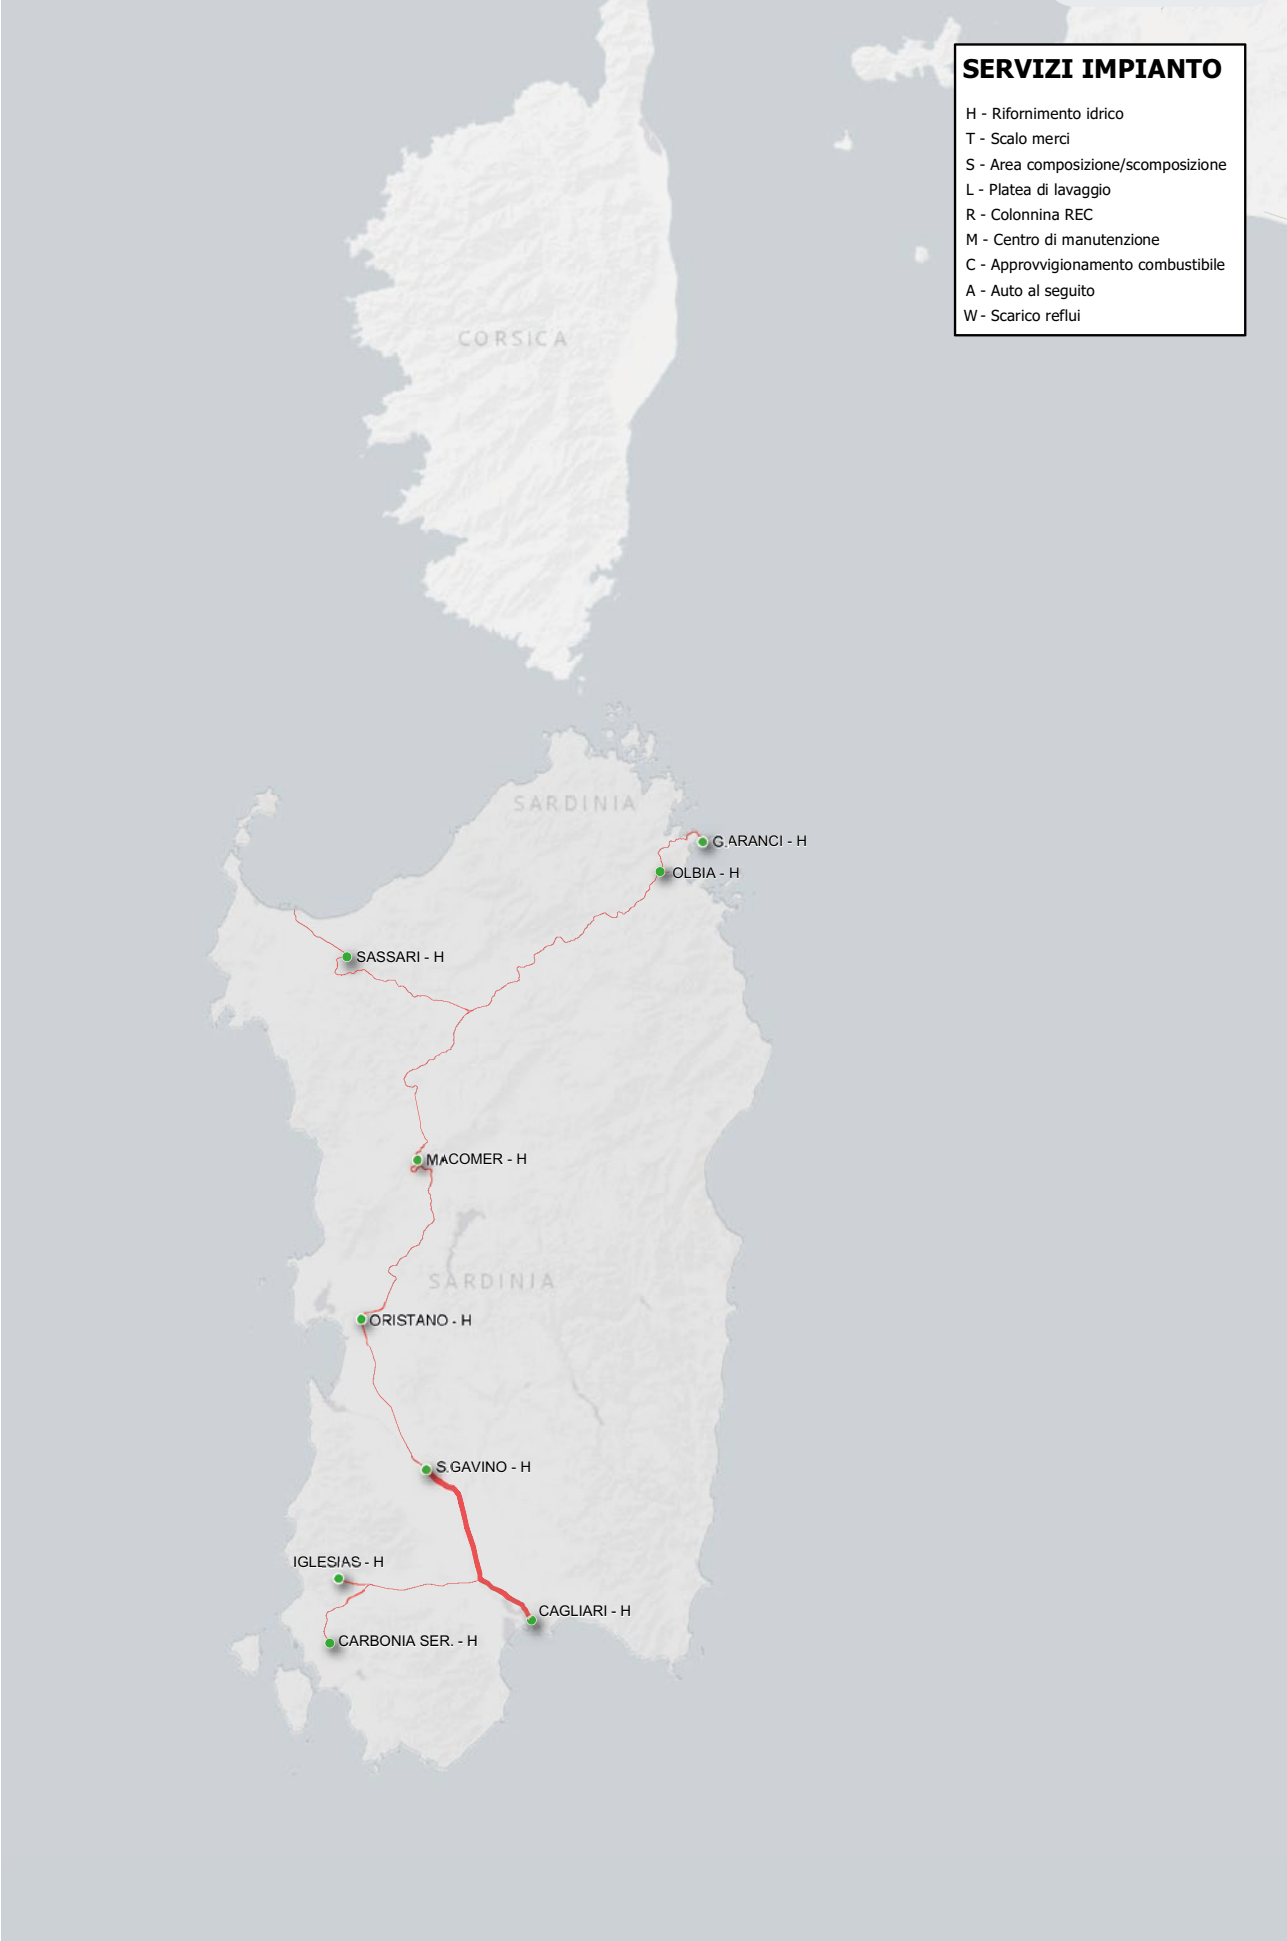 SERVIZI IMPIANTO
H - Rifornimento idrico
T - Scalo merci
S - Area composizione/scomposizione
L - Platea di lavaggio
R - Colonnina REC
M - Centro di manutenzione
C - Approvvigionamento combustibile
A - Auto al seguito
W - Scarico reflui
CORSICA
SARDINIA
G.ARANCI - H
OLBIA - H
SASSARI - H
MACOMER - H
SARDINIA
ORISTANO - H
S.GAVINO - H
IGLESIAS - H
CAGLIARI - H
CARBONIA SER. - H